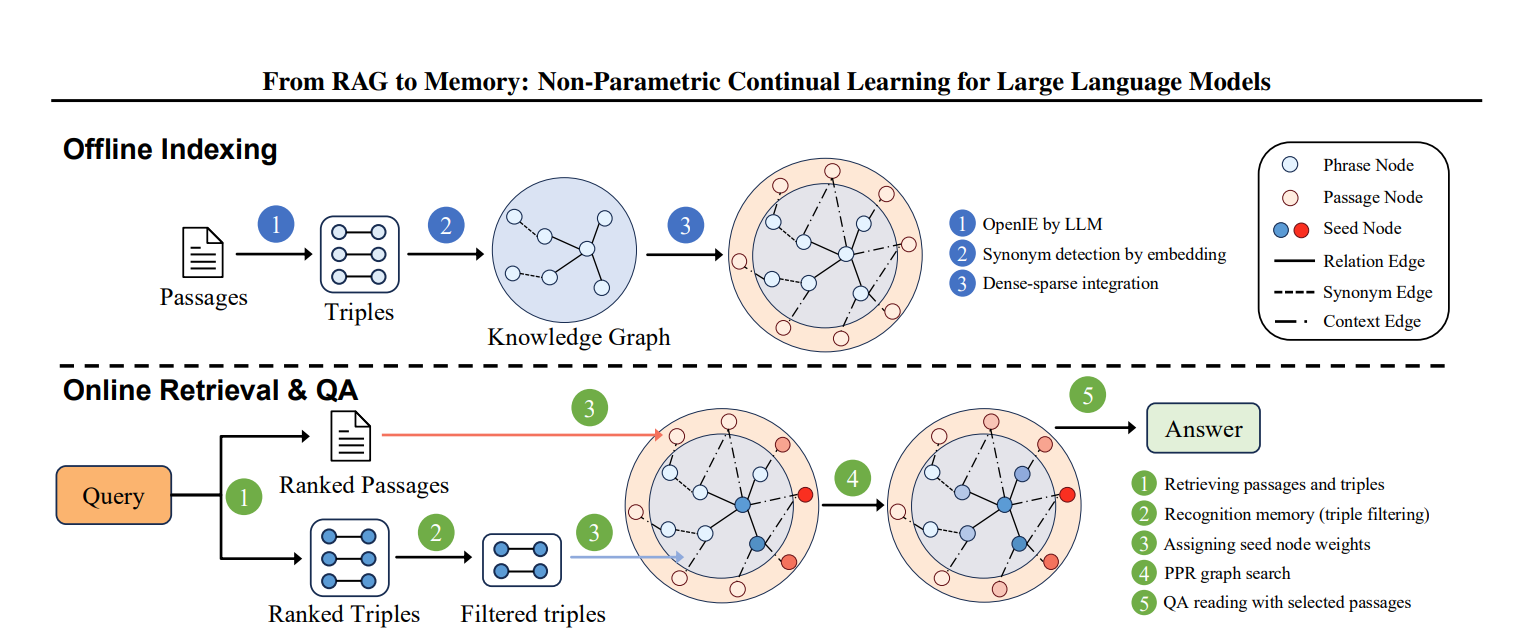 From RAG to Memory: Non-Parametric Continual Learning for Large Language Models
Offline Indexing
1
2
3
Passages
Triples
Knowledge Graph
1 OpenIE by LLM
2 Synonym detection by embedding
3 Dense-sparse integration
Phrase Node
Passage Node
Seed Node
Relation Edge
Synonym Edge
Context Edge
Online Retrieval & QA
Query
1
Ranked Passages
3
Ranked Triples
2
Filtered triples
3
4
5
Answer
1 Retrieving passages and triples
2 Recognition memory (triple filtering)
3 Assigning seed node weights
4 PPR graph search
5 QA reading with selected passages